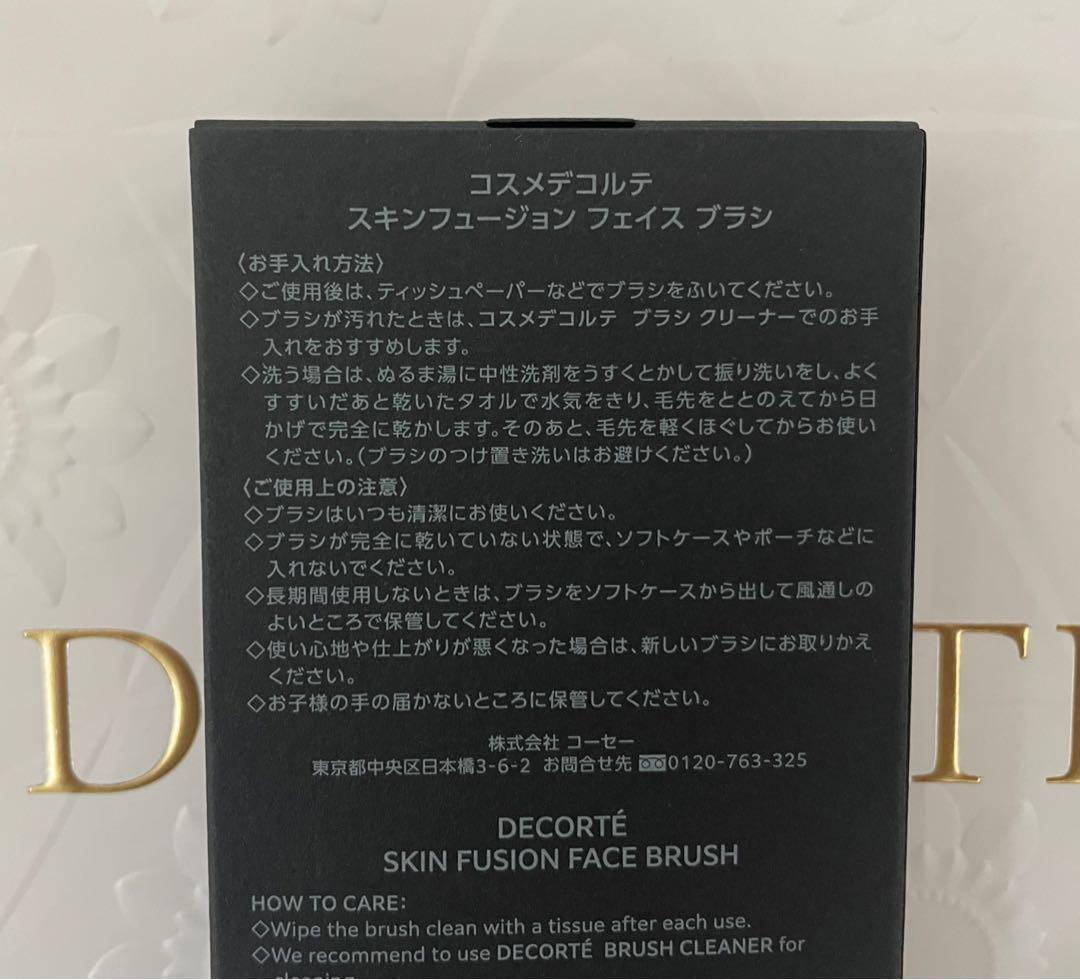 コスメデコルテ
スキンフュージョン フェイス ブラシ
〈お手入れ方法〉
◇ご使用後は、ティッシュペーパーなどでブラシをふいてください。
◇ブラシが汚れたときは、コスメデコルテ ブラシ クリーナーでのお手
入れをおすすめします。
◇洗う場合は、ぬるま湯に中性洗剤をうすくとかして振り洗いをし、よく
すすいだあと乾いたタオルで水気をきり、毛先をととのえてから日
かげで完全に乾かします。そのあと、毛先を軽くほぐしてからお使い
ください。(ブラシのつけ置き洗いはお避けください。)
〈ご使用上の注意〉
◇ブラシはいつも清潔にお使いください。
◇ブラシが完全に乾いていない状態で、ソフトケースやポーチなどに
入れないでください。
◇長期間使用しないときは、ブラシをソフトケースから出して風通しの
よいところで保管してください。
◇使い心地や仕上がりが悪くなった場合は、新しいブラシにお取りかえ
ください。
◇お子様の手の届かないところに保管してください。
株式会社 コーセー
東京都中央区日本橋3-6-2 お問合せ先 0120-763-325
D T
DECORTÉ
SKIN FUSION FACE BRUSH
HOW TO CARE:
◇Wipe the brush clean with a tissue after each use.
◇We recommend to use DECORTÉ BRUSH CLEANER for